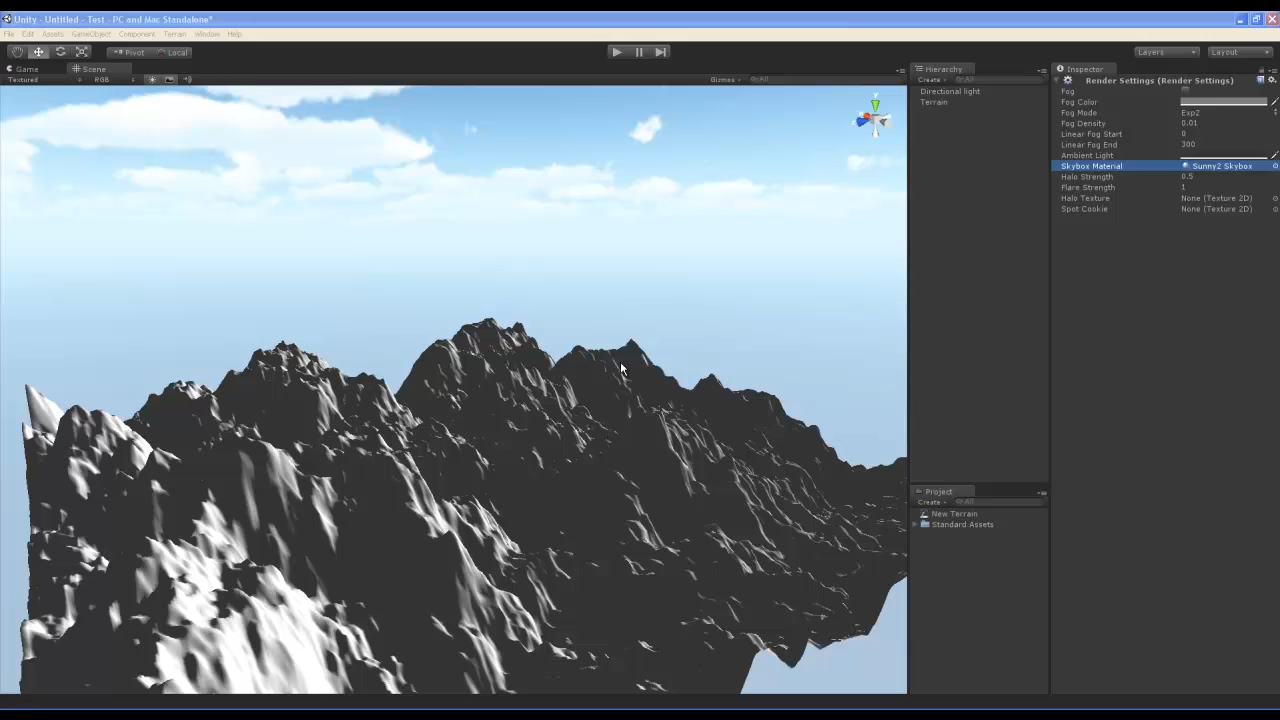 Unity - Untitled - Test - PC and Mac Standalone*
File Edit Assets GameObject Component Terrain Window Help
Pivot Local Layers Layout
Game Scene
Textured RGB Gizmos All
y
Hierarchy
Create All
Directional light
Terrain
Project
Create All
New Terrain
Standard Assets
Inspector
Render Settings (Render Settings)
Fog
Fog Color
Fog Mode Exp2
Fog Density 0.01
Linear Fog Start 0
Linear Fog End 300
Ambient Light
Skybox Material Sunny2 Skybox
Halo Strength 0.5
Flare Strength 1
Halo Texture None (Texture 2D)
Spot Cookie None (Texture 2D)